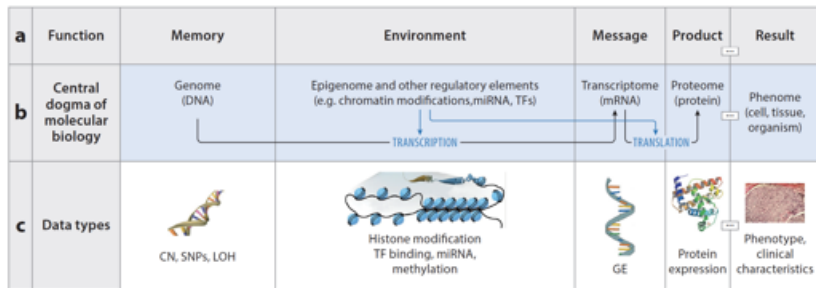 a Function Memory Environment Message Product Result
b
Central
dogma of
molecular
biology
Genome
(DNA)
Epigenome and other regulatory elements
(e.g. chromatin modifications,miRNA, TFs)
Transcriptome
(mRNA)
Proteome
(protein)
Phenome
(cell, tissue,
organism)
TRANSCRIPTION
TRANSLATION
c Data types
CN, SNPs, LOH
Histone modification
TF binding, miRNA,
methylation
GE
Protein
expression
Phenotype,
clinical
characteristics